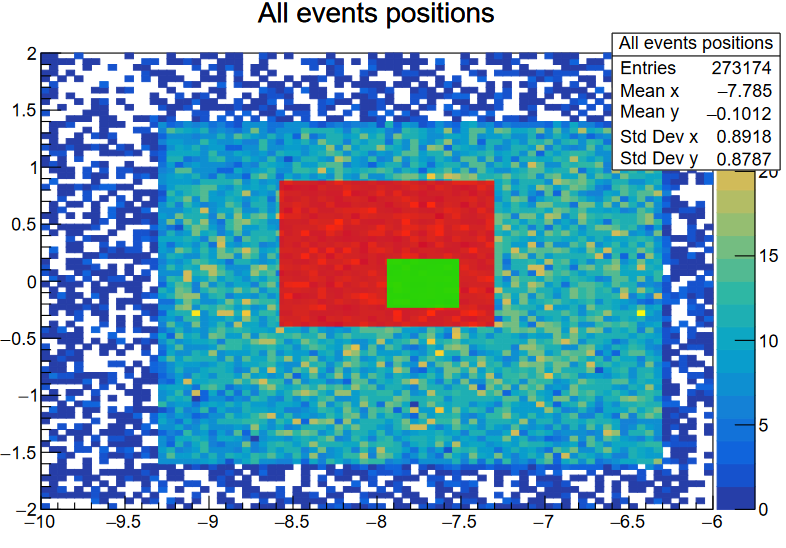 All events positions
All events positions
Entries 273174
Mean x −7.785
Mean y −0.1012
Std Dev x 0.8918
Std Dev y 0.8787
2
1.5
1
0.5
0
−0.5
−1
−1.5
−2
−10 −9.5 −9 −8.5 −8 −7.5 −7 −6.5 −6
20
15
10
5
0